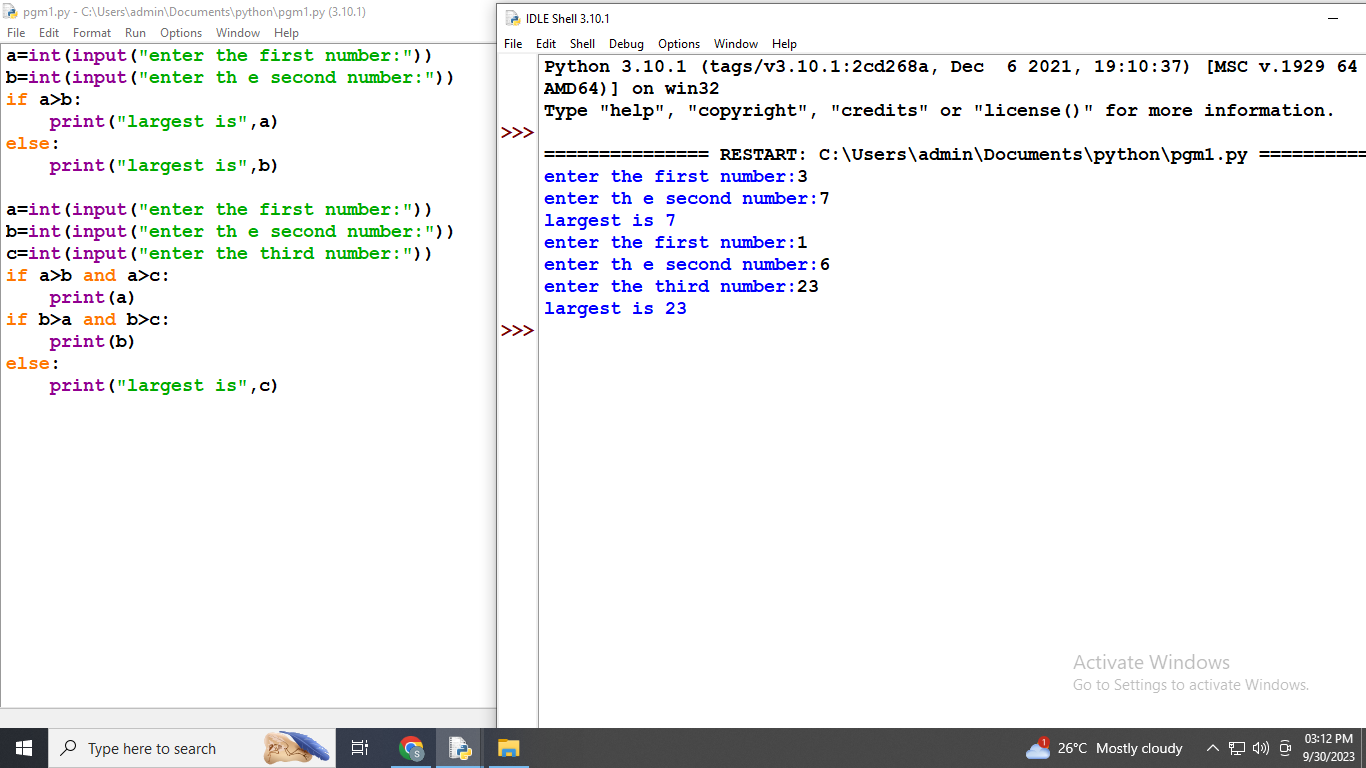 pgm1.py - C:\Users\admin\Documents\python\pgm1.py (3.10.1)
File Edit Format Run Options Window Help
a=int(input("enter the first number:"))
b=int(input("enter th e second number:"))
if a>b:
    print("largest is",a)
else:
    print("largest is",b)
a=int(input("enter the first number:"))
b=int(input("enter th e second number:"))
c=int(input("enter the third number:"))
if a>b and a>c:
    print(a)
if b>a and b>c:
    print(b)
else:
    print("largest is",c)
IDLE Shell 3.10.1
File Edit Shell Debug Options Window Help
Python 3.10.1 (tags/v3.10.1:2cd268a, Dec  6 2021, 19:10:37) [MSC v.1929 64
AMD64)] on win32
Type "help", "copyright", "credits" or "license()" for more information.
>>>
=============== RESTART: C:\Users\admin\Documents\python\pgm1.py ==========
enter the first number:3
enter th e second number:7
largest is 7
enter the first number:1
enter th e second number:6
enter the third number:23
largest is 23
>>>
Activate Windows
Go to Settings to activate Windows.
Type here to search
S
1
26°C Mostly cloudy
03:12 PM
9/30/2023